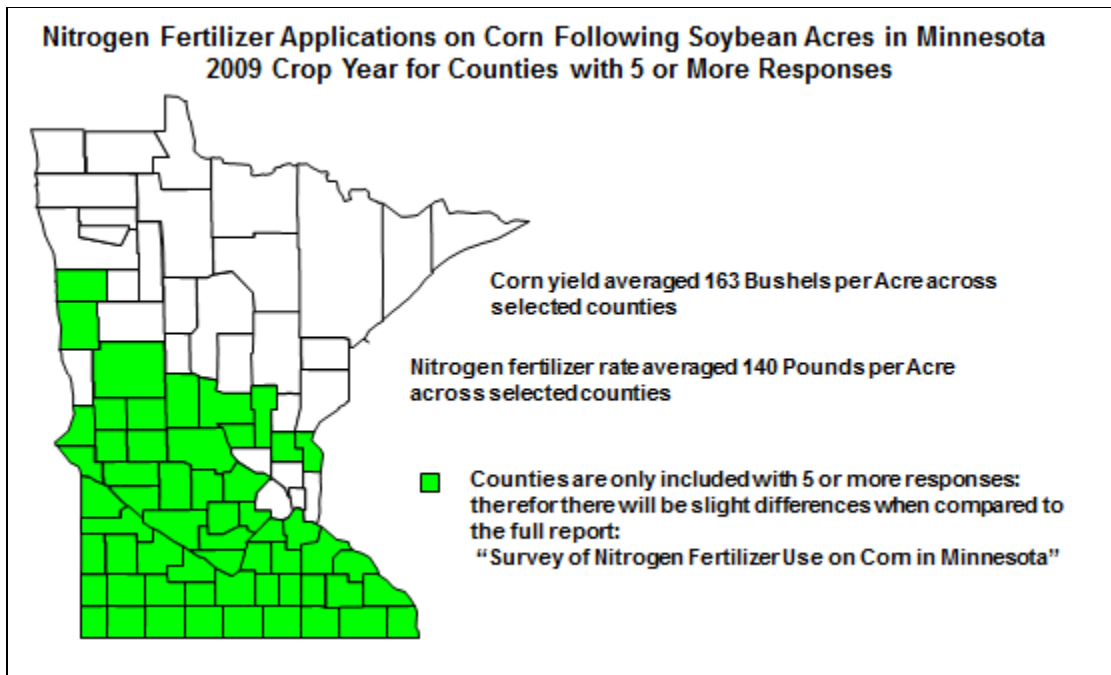 Nitrogen Fertilizer Applications on Corn Following Soybean Acres in Minnesota
2009 Crop Year for Counties with 5 or More Responses
Corn yield averaged 163 Bushels per Acre across
selected counties
Nitrogen fertilizer rate averaged 140 Pounds per Acre
across selected counties
Counties are only included with 5 or more responses:
therefor there will be slight differences when compared to
the full report:
“Survey of Nitrogen Fertilizer Use on Corn in Minnesota”